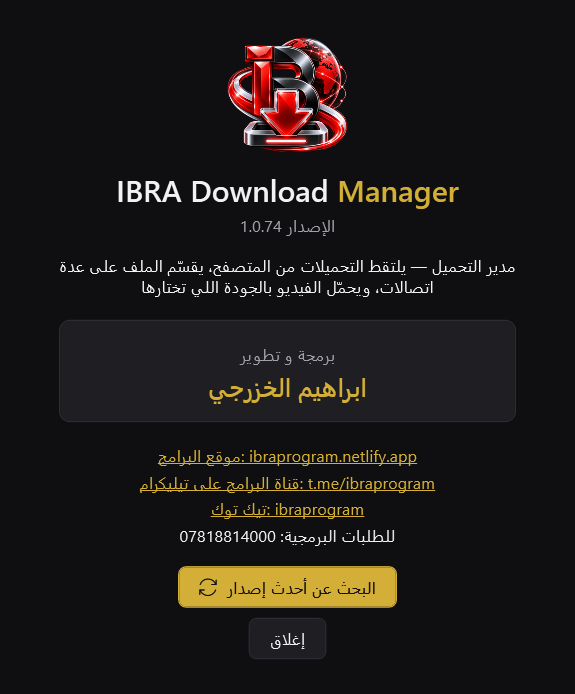 IB
IBRA Download Manager
الإصدار 1.0.74
مدير التحميل — يلتقط التحميلات من المتصفح، يقسّم الملف على عدة
اتصالات، ويحمّل الفيديو بالجودة اللي تختارها
برمجة و تطوير
ابراهيم الخزرجي
موقع البرامج: ibraprogram.netlify.app
قناة البرامج على تيليكرام: t.me/ibraprogram
تيك توك: ibraprogram
للطلبات البرمجية: 07818814000
البحث عن أحدث إصدار
إغلاق